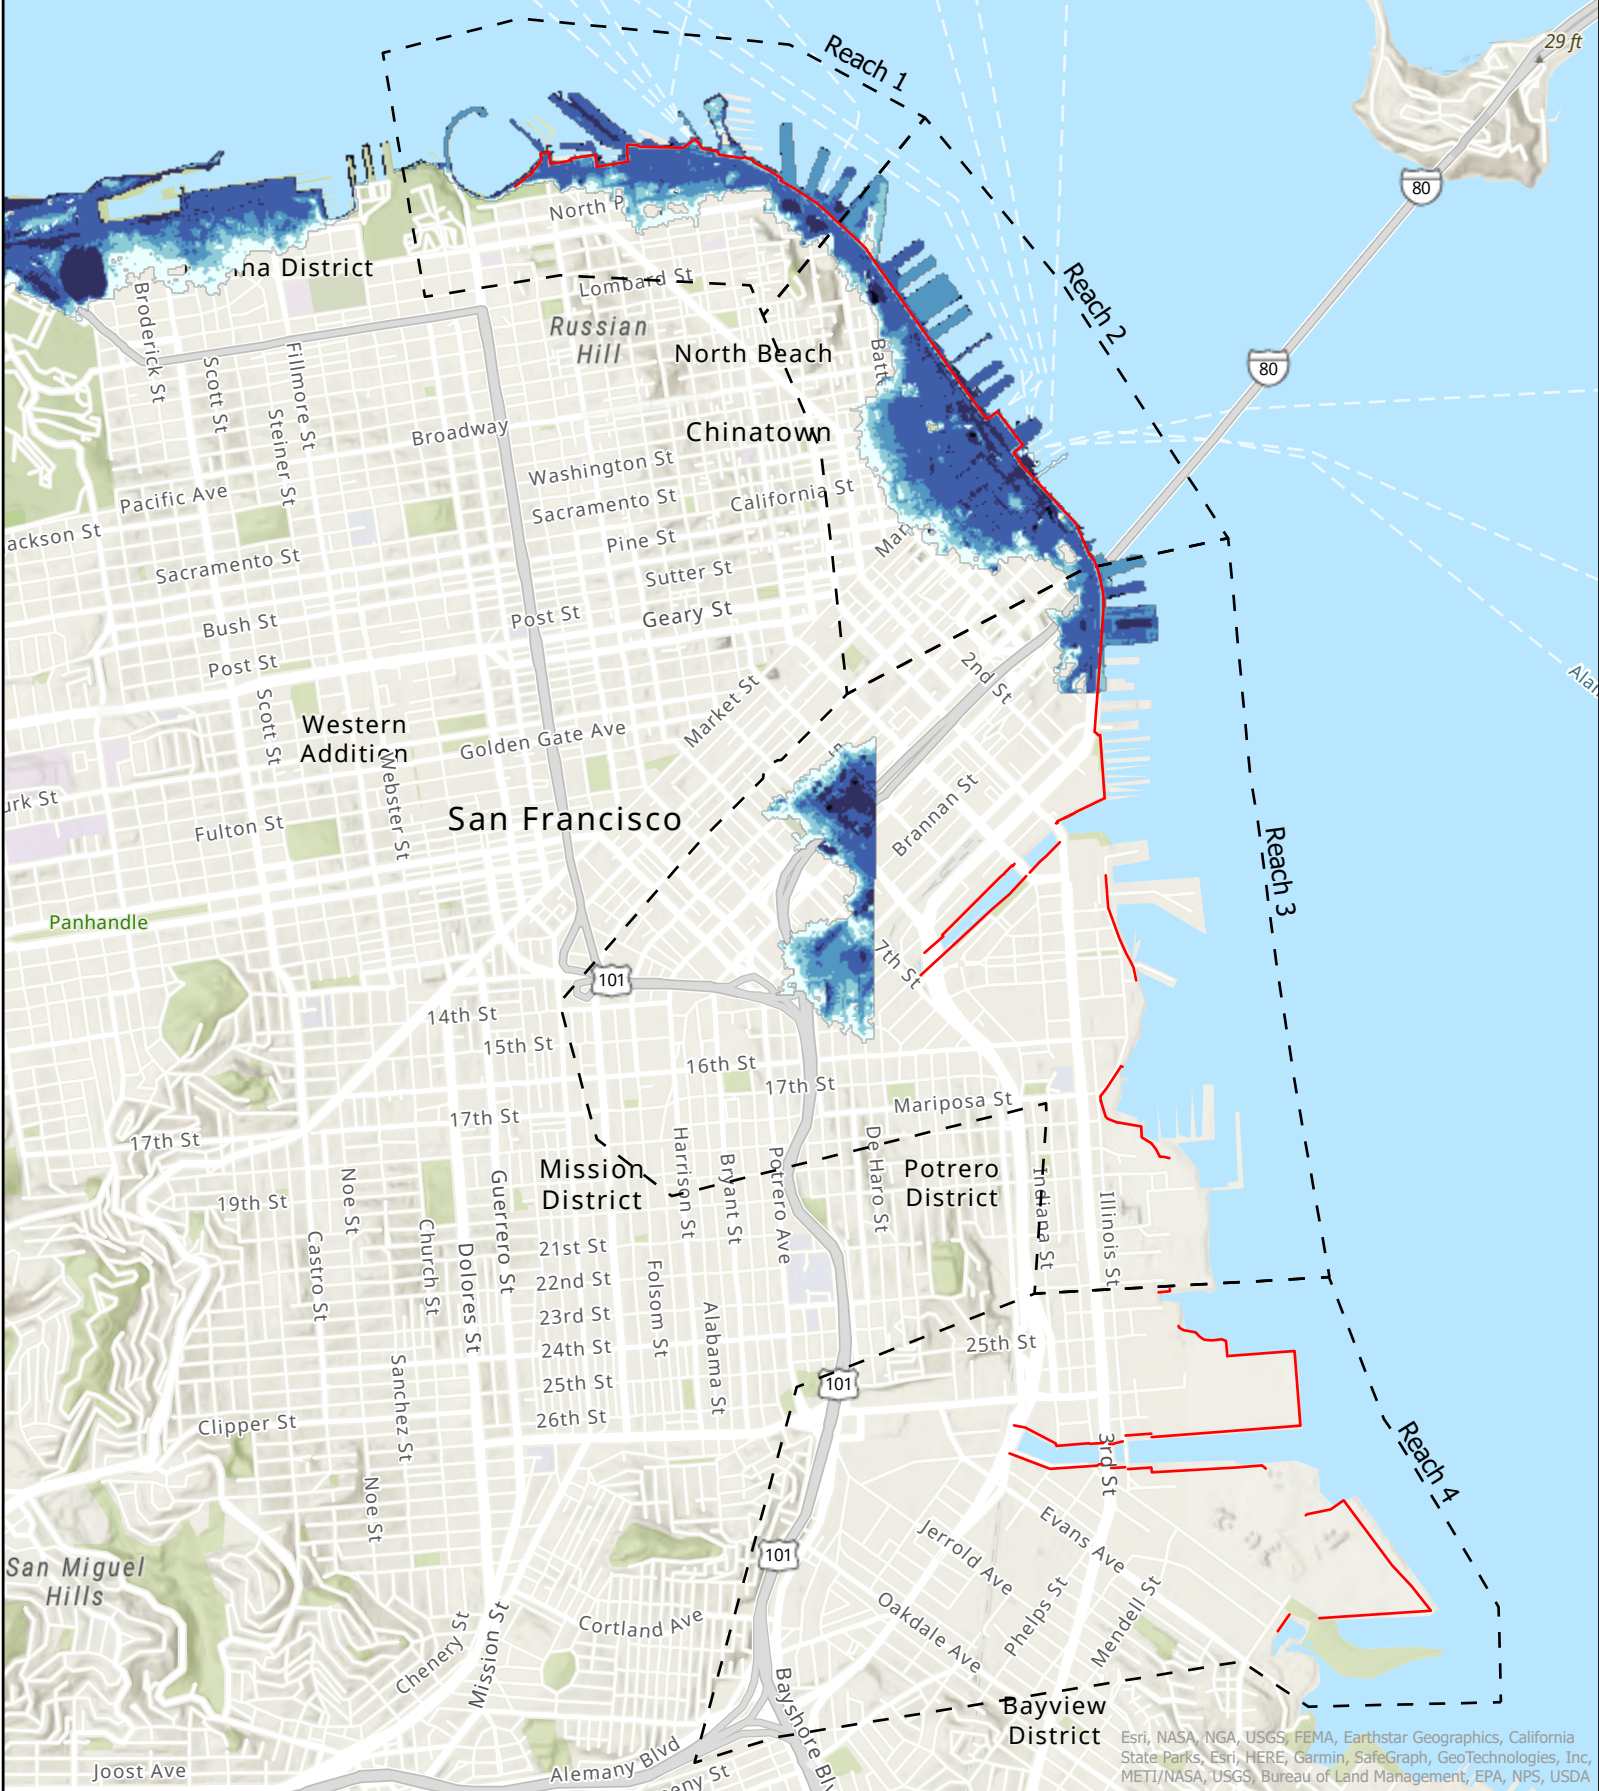 Reach 1
29 ft
80
North P
na District
Lombard St
Reach 2
Broderick St
Russian
Hill
North Beach
Batt
80
Scott St
Fillmore St
Steiner St
Broadway
Chinatown
Washington St
Pacific Ave
Sacramento St
California St
ackson St
Pine St
Mar
Sacramento St
Sutter St
Bush St
Post St
Geary St
Post St
2nd St
Alan
Scott St
Western
Addition
Market St
Golden Gate Ave
Webster St
urk St
Fulton St
San Francisco
Brannan St
Reach 3
Panhandle
7th St
101
14th St
15th St
16th St
17th St
17th St
Mariposa St
17th St
Mission
District
Harrison St
Bryant St
Potrero Ave
De Haro St
Potrero
District
Indiana St
Illinois St
19th St
Noe St
Castro St
Church St
Guerrero St
Dolores St
21st St
22nd St
23rd St
24th St
25th St
26th St
Folsom St
Alabama St
25th St
101
Sanchez St
Clipper St
Noe St
3rd St
Reach 4
101
Evans Ave
Jerrold Ave
San Miguel
Hills
Oakdale Ave
Phelps St
Mendell St
Cortland Ave
Chenery St
Mission St
Bayshore Blv
Bayview
District
Alemany Blvd
eny St
Joost Ave
Esri, NASA, NGA, USGS, FEMA, Earthstar Geographics, California
State Parks, Esri, HERE, Garmin, SafeGraph, GeoTechnologies, Inc,
METI/NASA, USGS, Bureau of Land Management, EPA, NPS, USDA